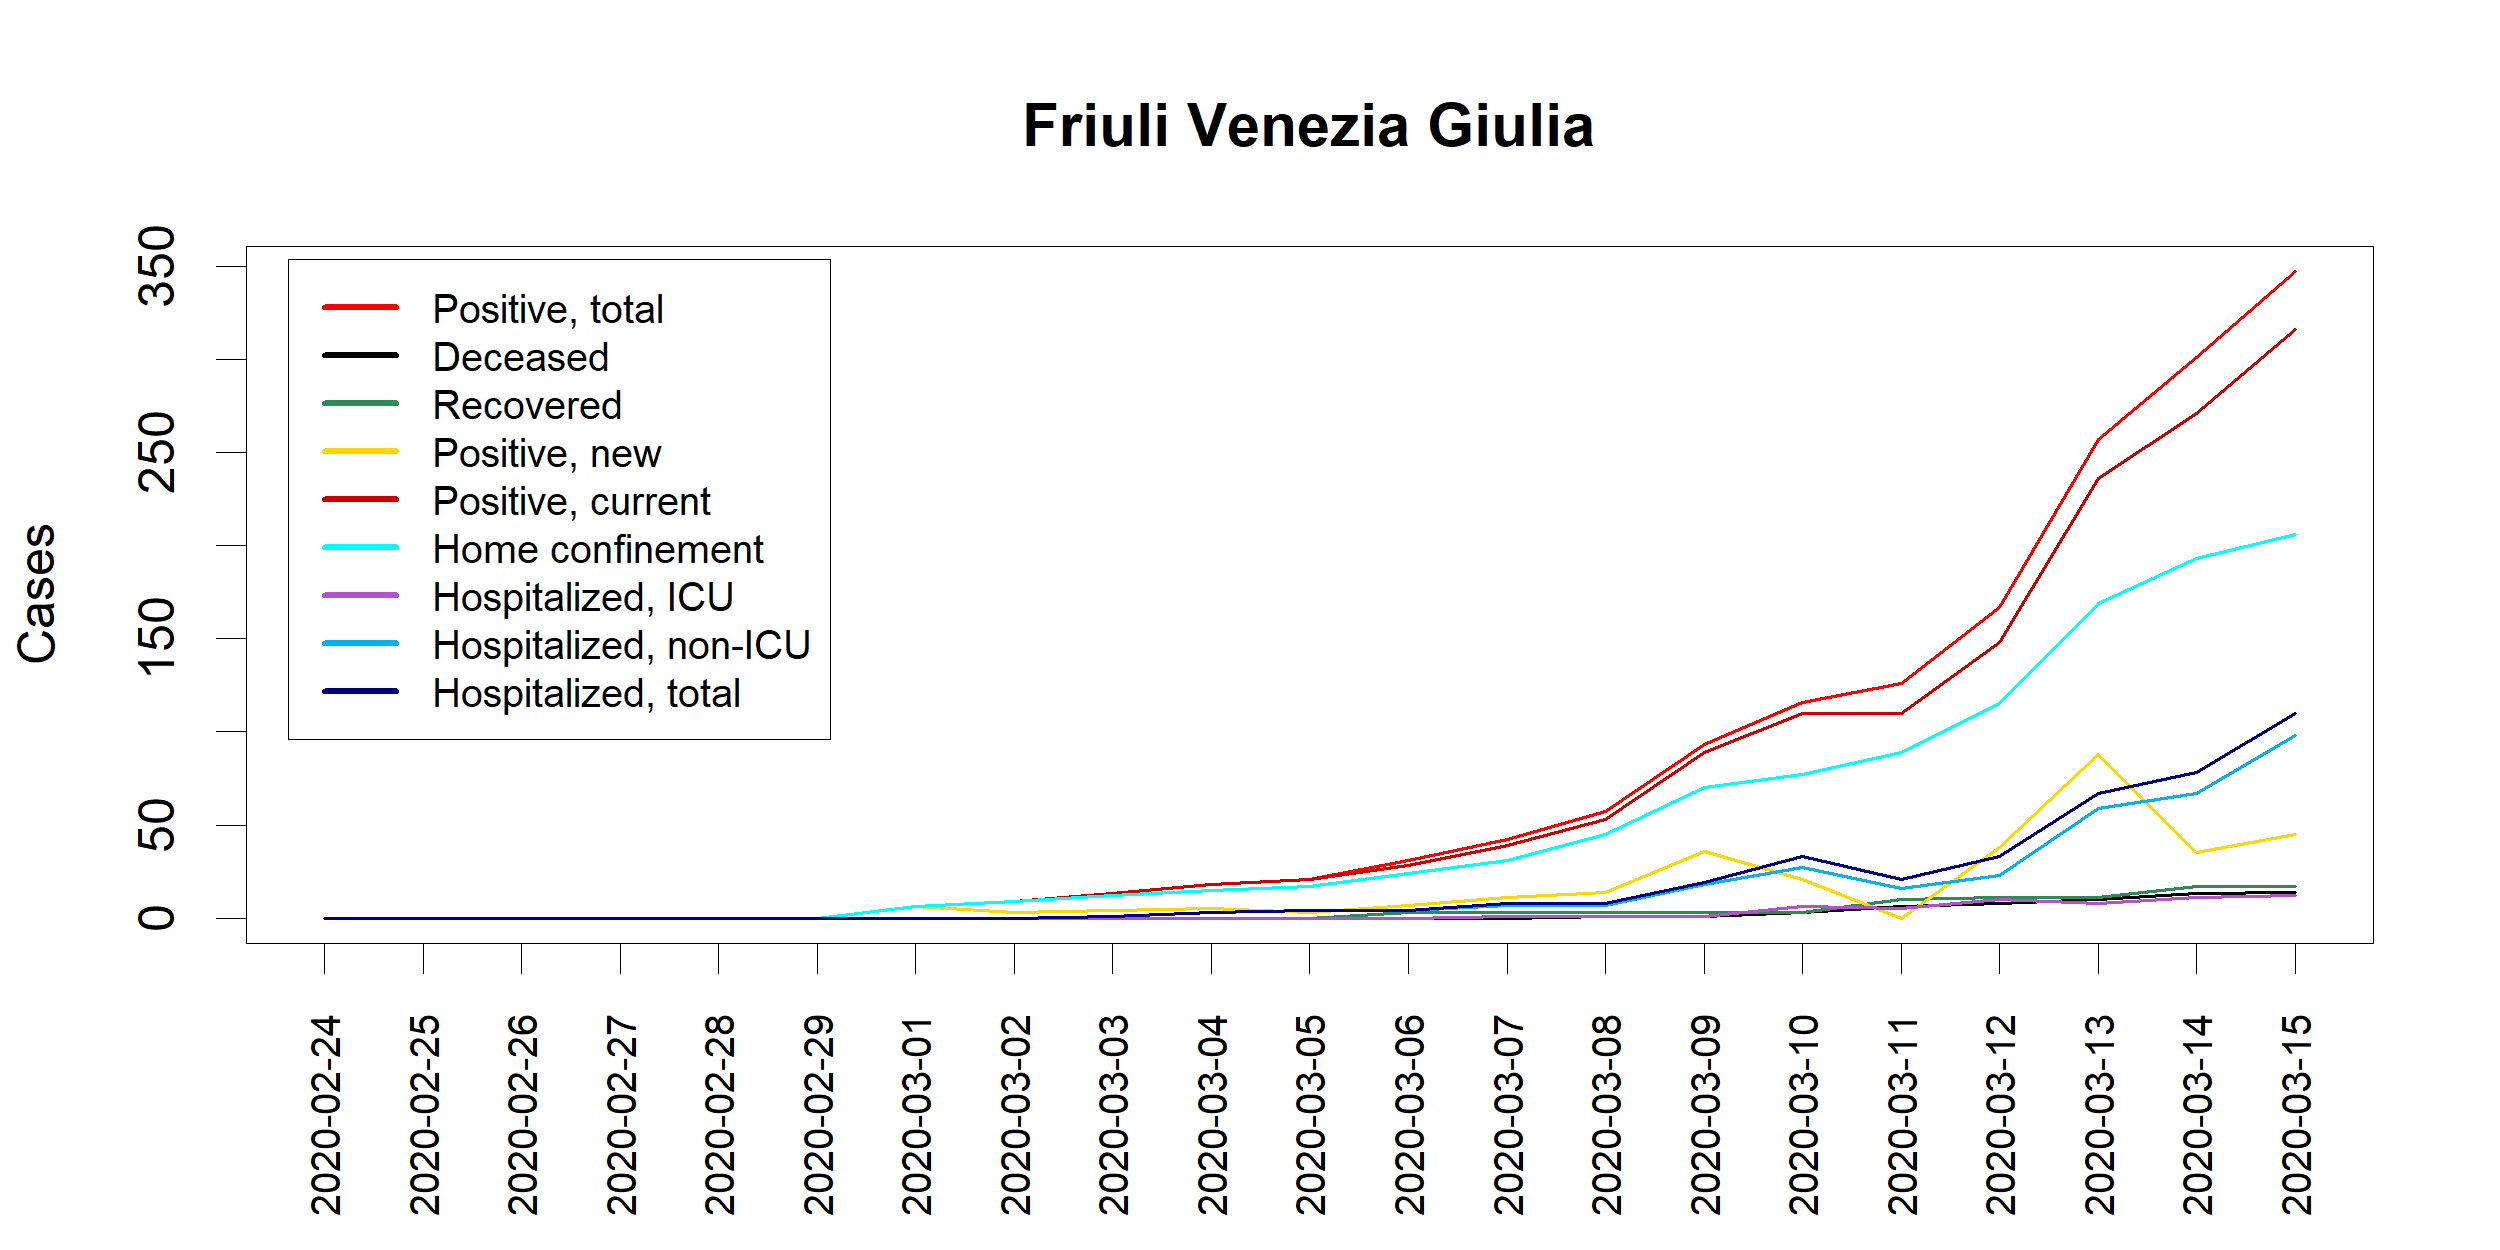 Friuli Venezia Giulia
Cases
350
250
150
50
0
Positive, total
Deceased
Recovered
Positive, new
Positive, current
Home confinement
Hospitalized, ICU
Hospitalized, non-ICU
Hospitalized, total
2020-02-24
2020-02-25
2020-02-26
2020-02-27
2020-02-28
2020-02-29
2020-03-01
2020-03-02
2020-03-03
2020-03-04
2020-03-05
2020-03-06
2020-03-07
2020-03-08
2020-03-09
2020-03-10
2020-03-11
2020-03-12
2020-03-13
2020-03-14
2020-03-15